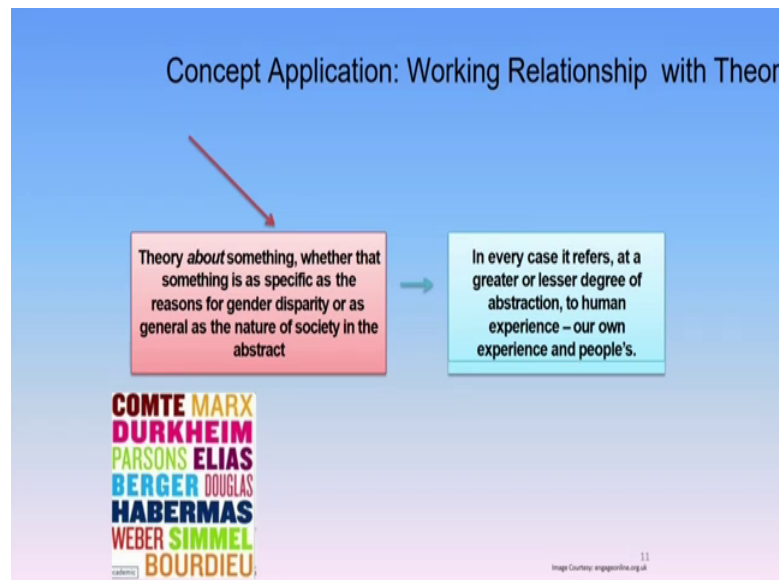 Concept Application: Working Relationship with Theor
Theory about something, whether that
something is as specific as the
reasons for gender disparity or as
general as the nature of society in the
abstract
In every case it refers, at a
greater or lesser degree of
abstraction, to human
experience – our own
experience and people's.
COMTE MARX
DURKHEIM
PARSONS ELIAS
BERGER DOUGLAS
HABERMAS
WEBER SIMMEL
BOURDIEU
cademic
11
Image Courtesy: engageonline.org.uk